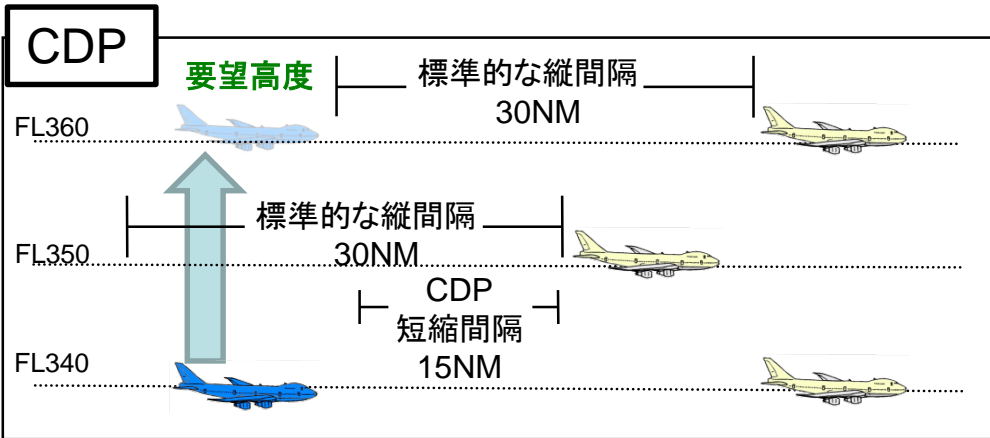 CDP
要望高度
標準的な縦間隔
30NM
FL360
標準的な縦間隔
30NM
FL350
CDP
短縮間隔
15NM
FL340